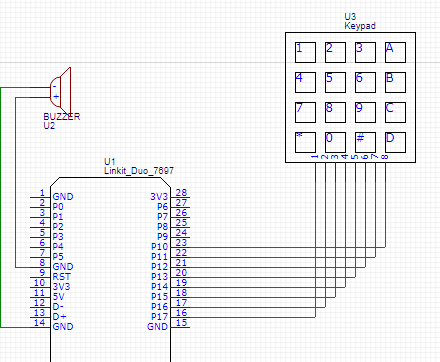 U3
Keypad
1 2 3 A
4 5 6 B
7 8 9 C
* 0 # D
1 2 3 4 5 6 7 8
-
+
BUZZER
U2
U1
Linkit_Duo_7697
1 GND 3V3 28
2 P0 P6 27
3 P1 P7 26
4 P2 P8 25
5 P3 P9 24
6 P4 P10 23
7 P5 P11 22
8 GND P12 21
9 RST P13 20
10 3V3 P14 19
11 5V P15 18
12 D- P16 17
13 D+ P17 16
14 GND GND 15